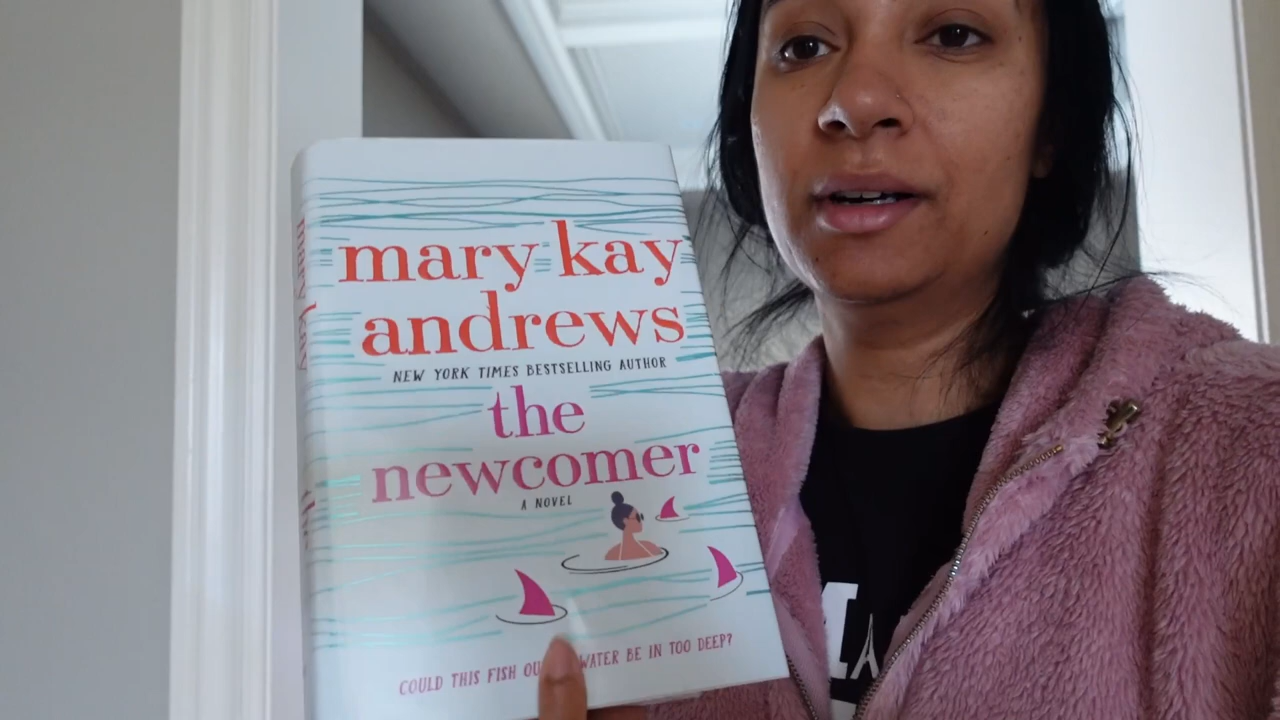 mary kay
andrews
NEW YORK TIMES BESTSELLING AUTHOR
the
newcomer
A NOVEL
COULD THIS FISH OU WATER BE IN TOO DEEP?